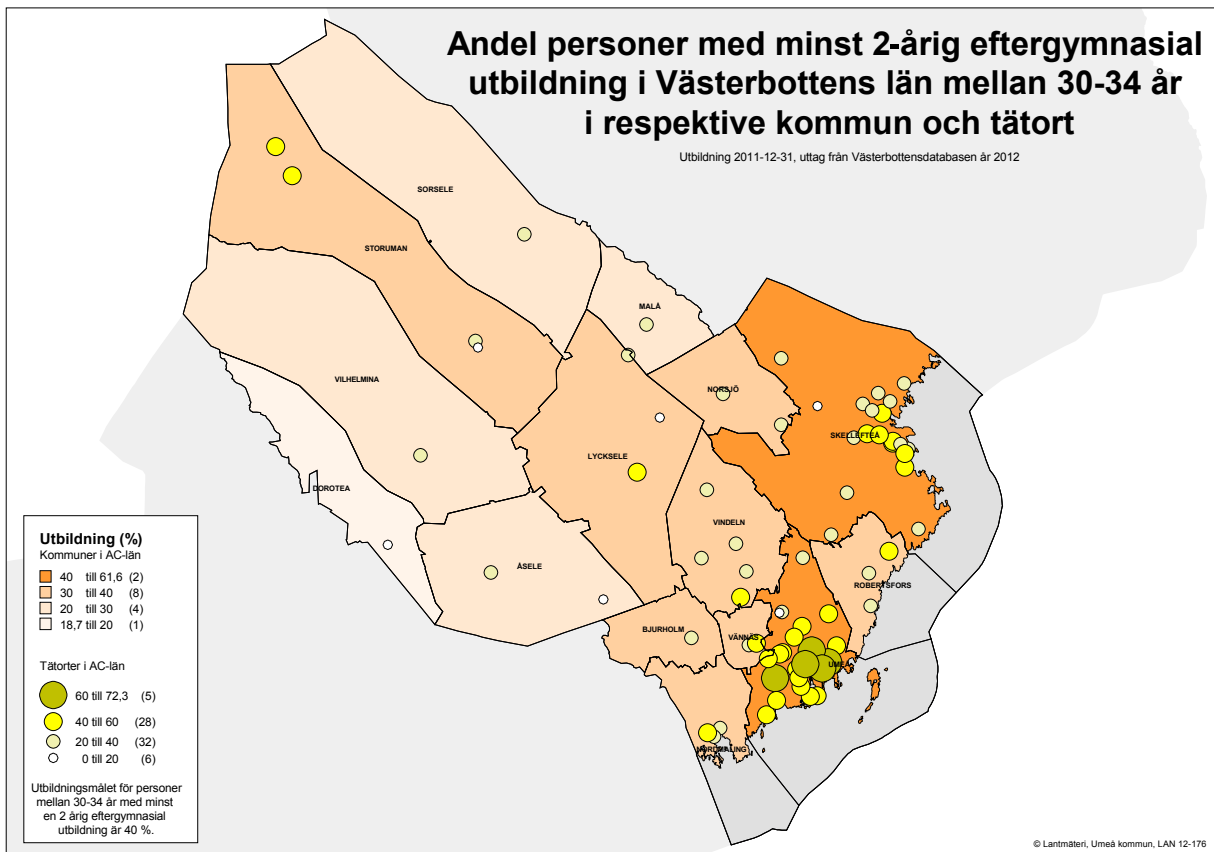 Andel personer med minst 2-årig eftergymnasial
utbildning i Västerbottens län mellan 30-34 år
i respektive kommun och tätort
Utbildning 2011-12-31, uttag från Västerbottensdatabasen år 2012
SORSELE
STORUMAN
MALÅ
VILHELMINA
NORSJÖ
SKELLEFTEÅ
LYCKSELE
DOROTEA
VINDELN
ÅSELE
ROBERTSFORS
BJURHOLM
VÄNNÄS
UMEÅ
NORDMALING
Utbildning (%)
Kommuner i AC-län
40 till 61,6 (2)
30 till 40 (8)
20 till 30 (4)
18,7 till 20 (1)
Tätorter i AC-län
60 till 72,3 (5)
40 till 60 (28)
20 till 40 (32)
0 till 20 (6)
Utbildningsmålet för personer
mellan 30-34 år med minst
en 2 årig eftergymnasial
utbildning är 40 %.
© Lantmäteri, Umeå kommun, LAN 12-176